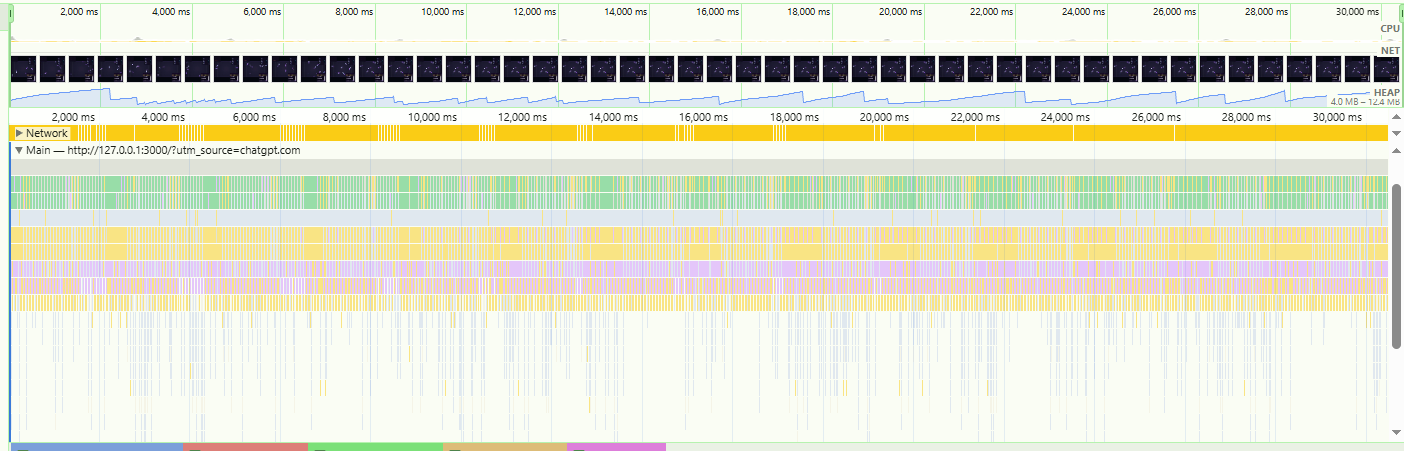 2,000 ms 4,000 ms 6,000 ms 8,000 ms 10,000 ms 12,000 ms 14,000 ms 16,000 ms 18,000 ms 20,000 ms 22,000 ms 24,000 ms 26,000 ms 28,000 ms 30,000 ms
CPU
NET
HEAP
4.0 MB – 12.4 MB
2,000 ms 4,000 ms 6,000 ms 8,000 ms 10,000 ms 12,000 ms 14,000 ms 16,000 ms 18,000 ms 20,000 ms 22,000 ms 24,000 ms 26,000 ms 28,000 ms 30,000 ms
Network
Main — http://127.0.0.1:3000/?utm_source=chatgpt.com